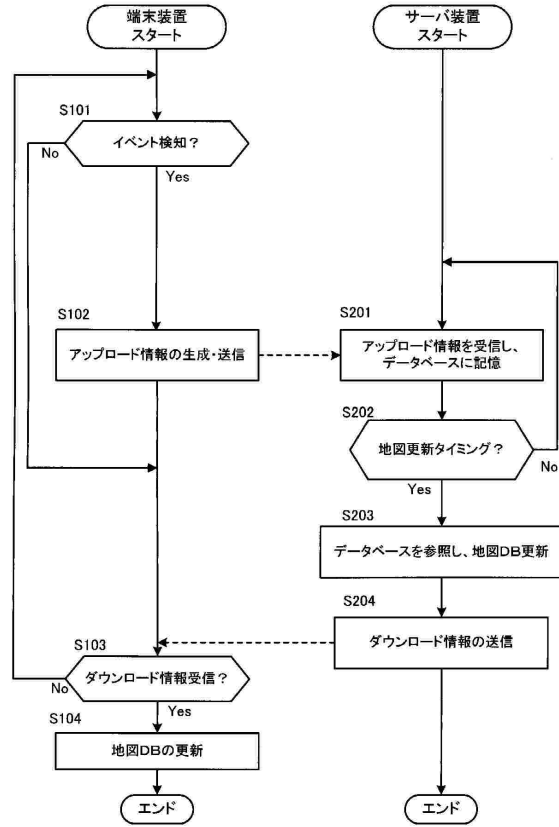 端末装置
スタート
サーバ装置
スタート
S101
イベント検知？
No
Yes
S102
アップロード情報の生成・送信
S201
アップロード情報を受信し、
データベースに記憶
S202
地図更新タイミング？
No
Yes
S203
データベースを参照し、地図DB更新
S204
ダウンロード情報の送信
S103
ダウンロード情報受信？
No
Yes
S104
地図DBの更新
エンド
エンド